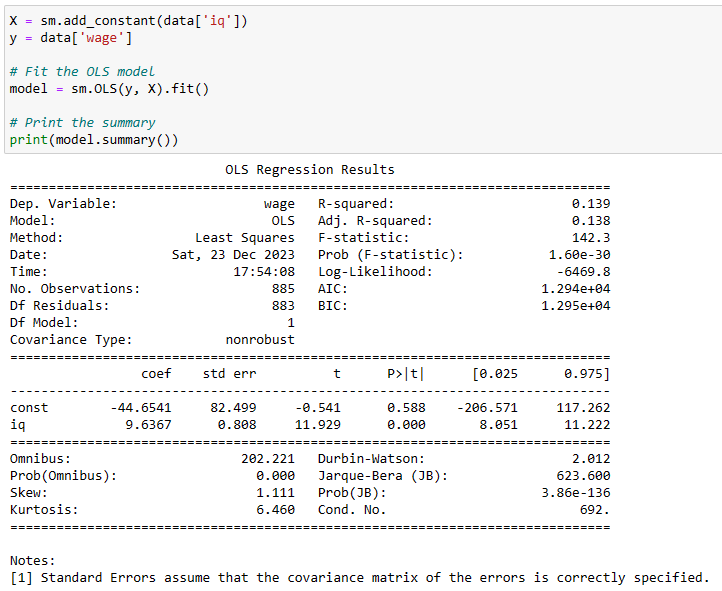 X = sm.add_constant(data['iq'])
y = data['wage']
# Fit the OLS model
model = sm.OLS(y, X).fit()
# Print the summary
print(model.summary())
OLS Regression Results
==============================================================================
Dep. Variable: wage R-squared: 0.139
Model: OLS Adj. R-squared: 0.138
Method: Least Squares F-statistic: 142.3
Date: Sat, 23 Dec 2023 Prob (F-statistic): 1.60e-30
Time: 17:54:08 Log-Likelihood: -6469.8
No. Observations: 885 AIC: 1.294e+04
Df Residuals: 883 BIC: 1.295e+04
Df Model: 1
Covariance Type: nonrobust
==============================================================================
coef std err t P>|t| [0.025 0.975]
------------------------------------------------------------------------------
const -44.6541 82.499 -0.541 0.588 -206.571 117.262
iq 9.6367 0.808 11.929 0.000 8.051 11.222
==============================================================================
Omnibus: 202.221 Durbin-Watson: 2.012
Prob(Omnibus): 0.000 Jarque-Bera (JB): 623.600
Skew: 1.111 Prob(JB): 3.86e-136
Kurtosis: 6.460 Cond. No. 692.
==============================================================================
Notes:
[1] Standard Errors assume that the covariance matrix of the errors is correctly specified.